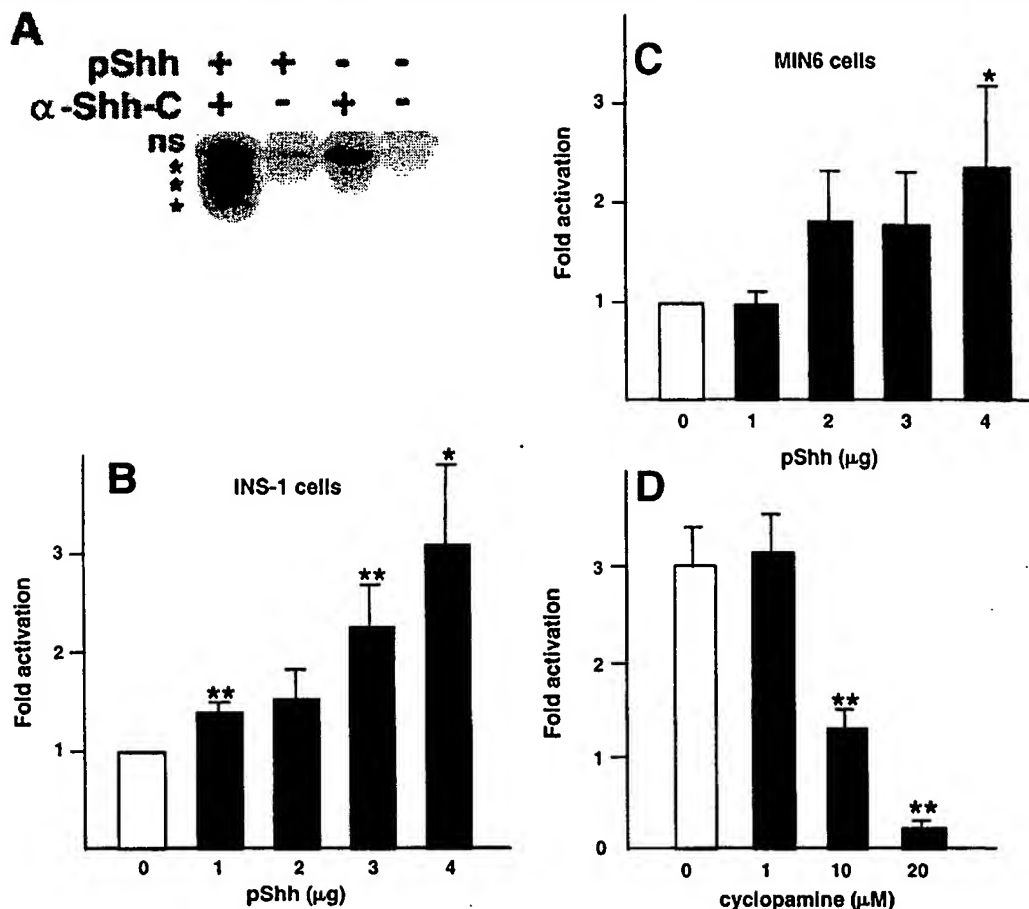 A
pShh + + - -
α-Shh-C + - + -
ns
*
*
*
B
INS-1 cells
Fold activation
3
2
1
**
**
*
0 1 2 3 4
pShh (μg)
C
MIN6 cells
Fold activation
3
2
1
*
0 1 2 3 4
pShh (μg)
D
Fold activation
3
2
1
0
**
**
0 1 10 20
cyclopamine (μM)